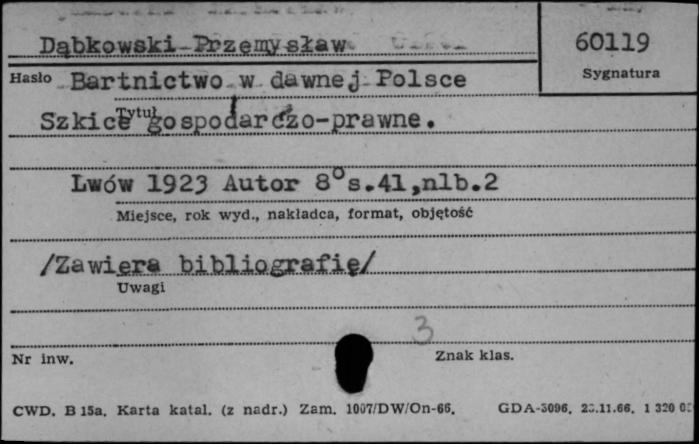 Dąbkowski Przemysław
60119
Sygnatura
Hasło
Bartnictwo w dawnej Polsce
Tytuł
Szkice gospodarczo-prawne.
Lwów 1923 Autor 8° s.41,nlb.2
Miejsce, rok wyd., nakładca, format, objętość
/Zawiera bibliografię/
Uwagi
3
Nr inw.
Znak klas.
CWD. B 15a. Karta katal. (z nadr.) Zam. 1007/DW/On-66.
GDA-3096. 23.11.66. 1 320